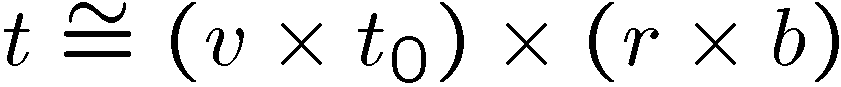 t ≅ (v × t₀) × (r × b)